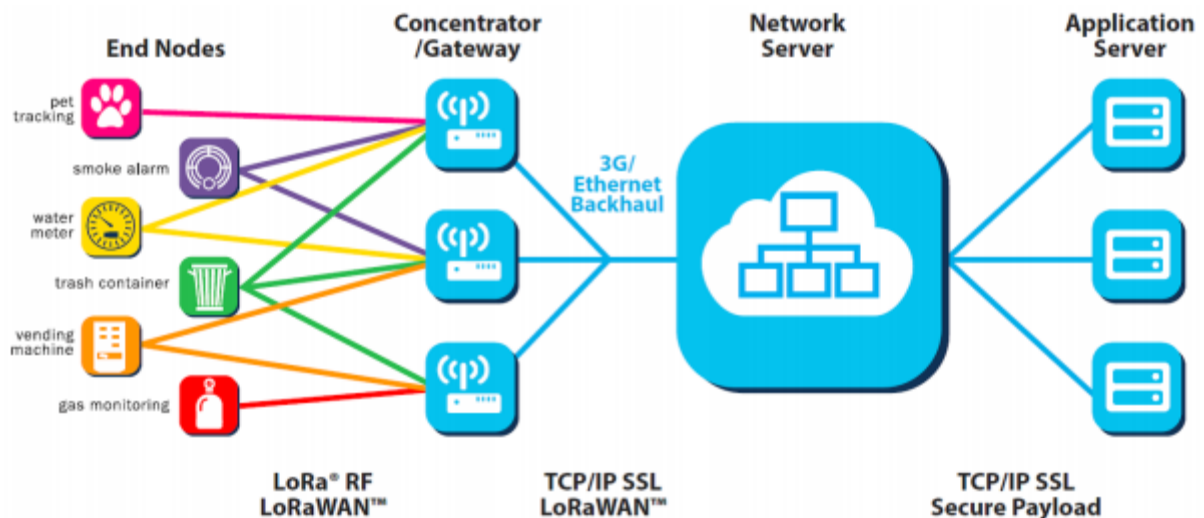 End Nodes
Concentrator
/Gateway
Network
Server
Application
Server
pet
tracking
smoke alarm
water
meter
trash container
vending
machine
gas monitoring
3G/
Ethernet
Backhaul
LoRa® RF
LoRaWAN™
TCP/IP SSL
LoRaWAN™
TCP/IP SSL
Secure Payload